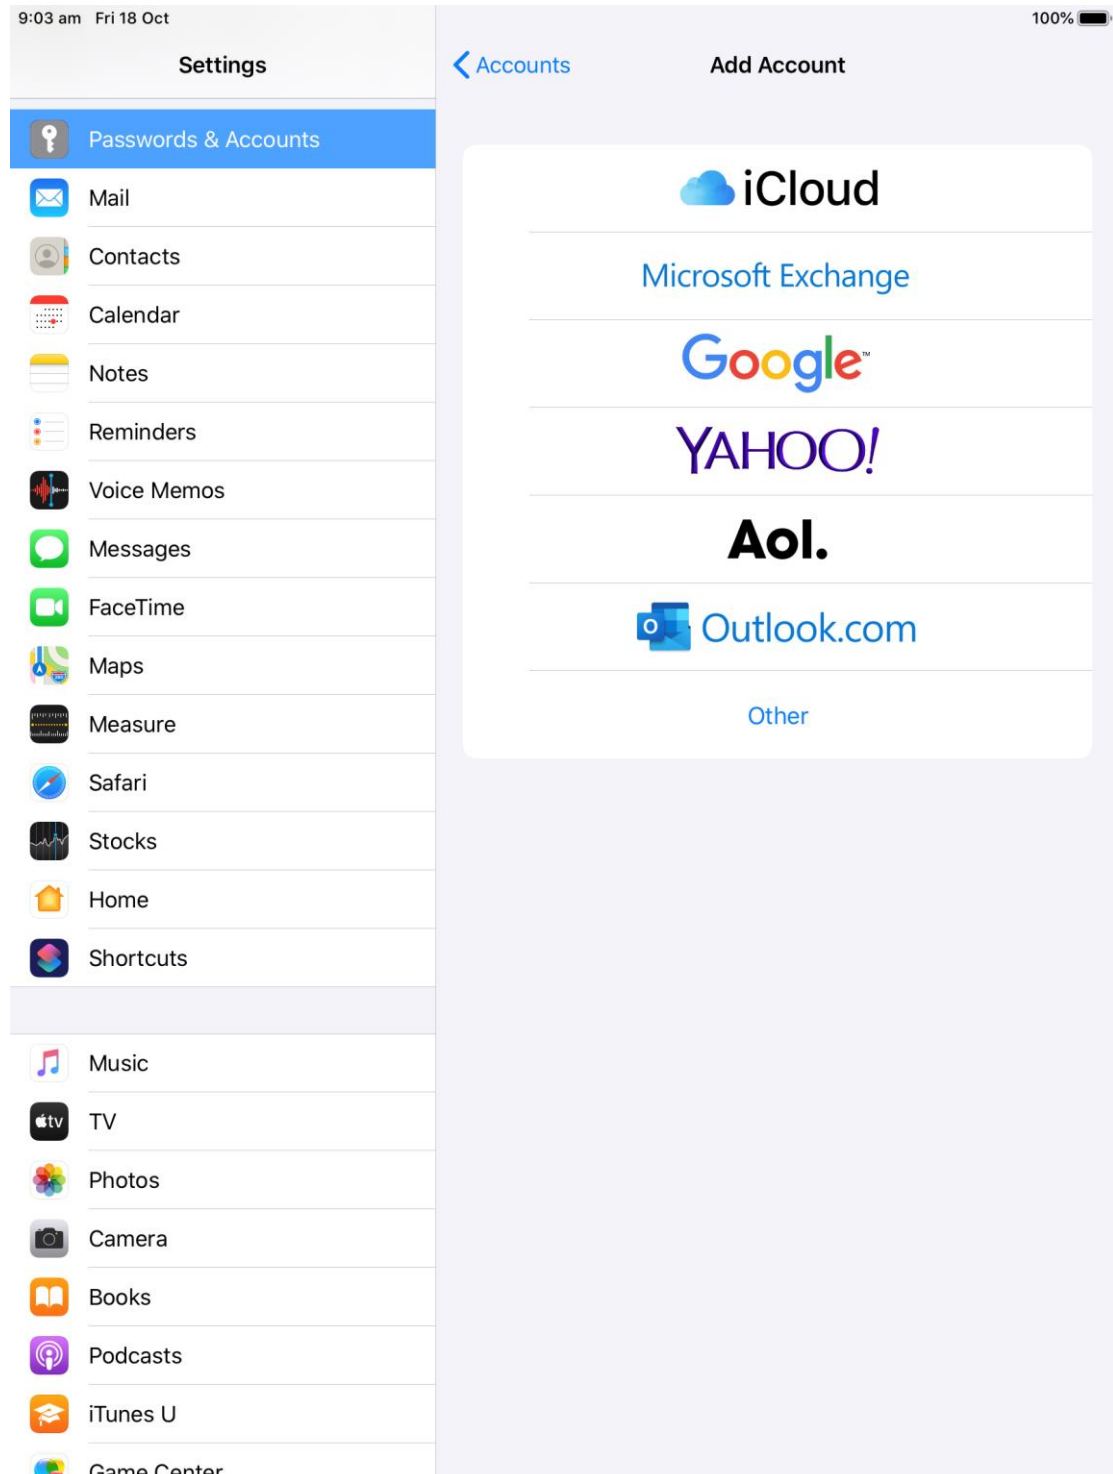 9:03 am Fri 18 Oct
100%
Settings
Passwords & Accounts
Mail
Contacts
Calendar
Notes
Reminders
Voice Memos
Messages
FaceTime
Maps
Measure
Safari
Stocks
Home
Shortcuts
Music
tv TV
Photos
Camera
Books
Podcasts
iTunes U
Game Center
Accounts
Add Account
iCloud
Microsoft Exchange
Google™
YAHOO!
Aol.
Outlook.com
Other